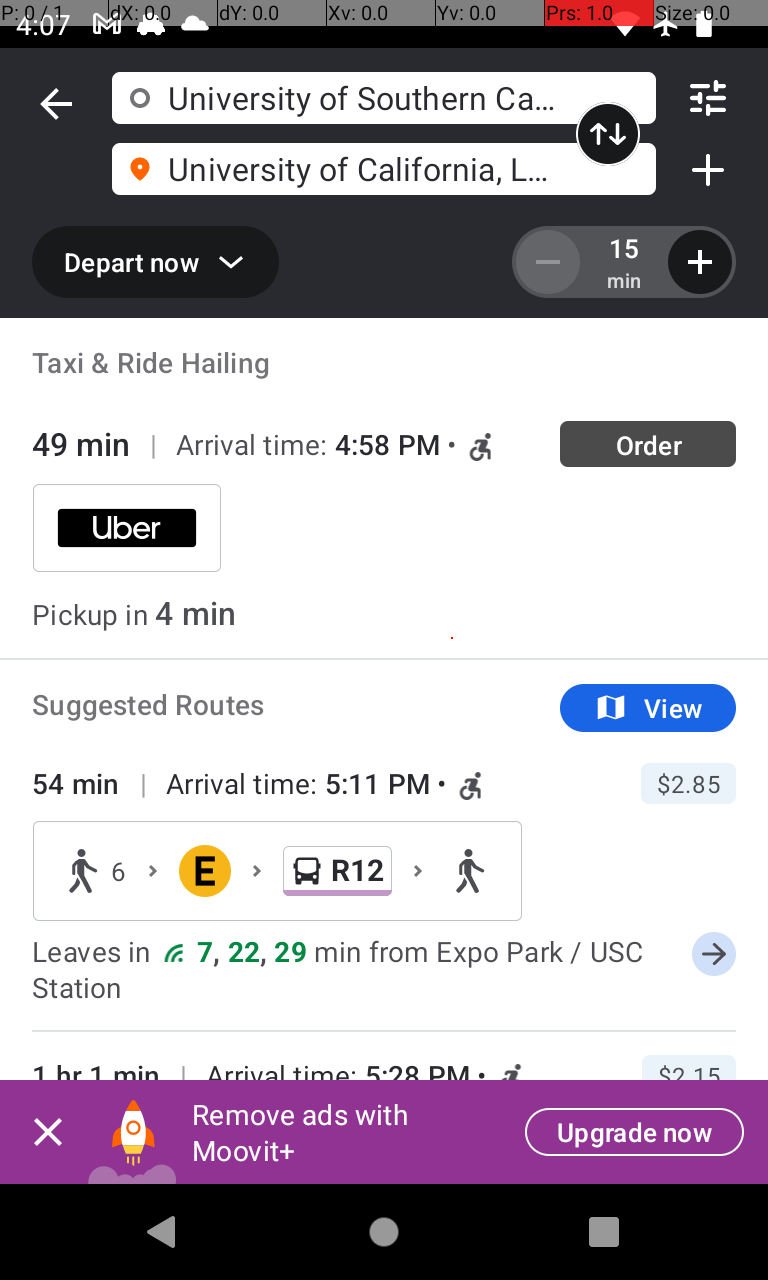 P: 0 / 1 dX: 0.0 dY: 0.0 Xv: 0.0 Yv: 0.0 Prs: 1.0 Size: 0.0
4:07
University of Southern Ca...
University of California, L...
Depart now
15
min
Taxi & Ride Hailing
49 min | Arrival time: 4:58 PM •
Order
Uber
Pickup in 4 min
Suggested Routes
View
54 min | Arrival time: 5:11 PM •
$2.85
6 E R12
Leaves in 7, 22, 29 min from Expo Park / USC
Station
1 hr 1 min | Arrival time: 5:28 PM •
$2.15
Remove ads with
Moovit+
Upgrade now